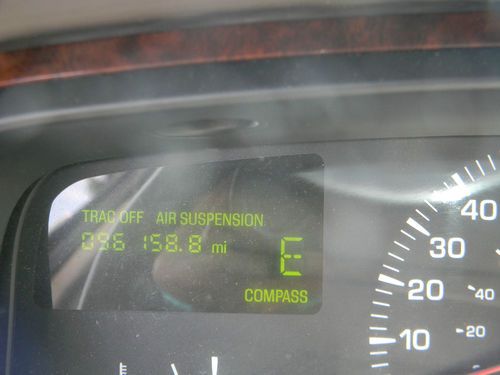 TRAC OFF AIR SUSPENSION
096 158.8 mi
E
COMPASS
40
30
20
40
10
20